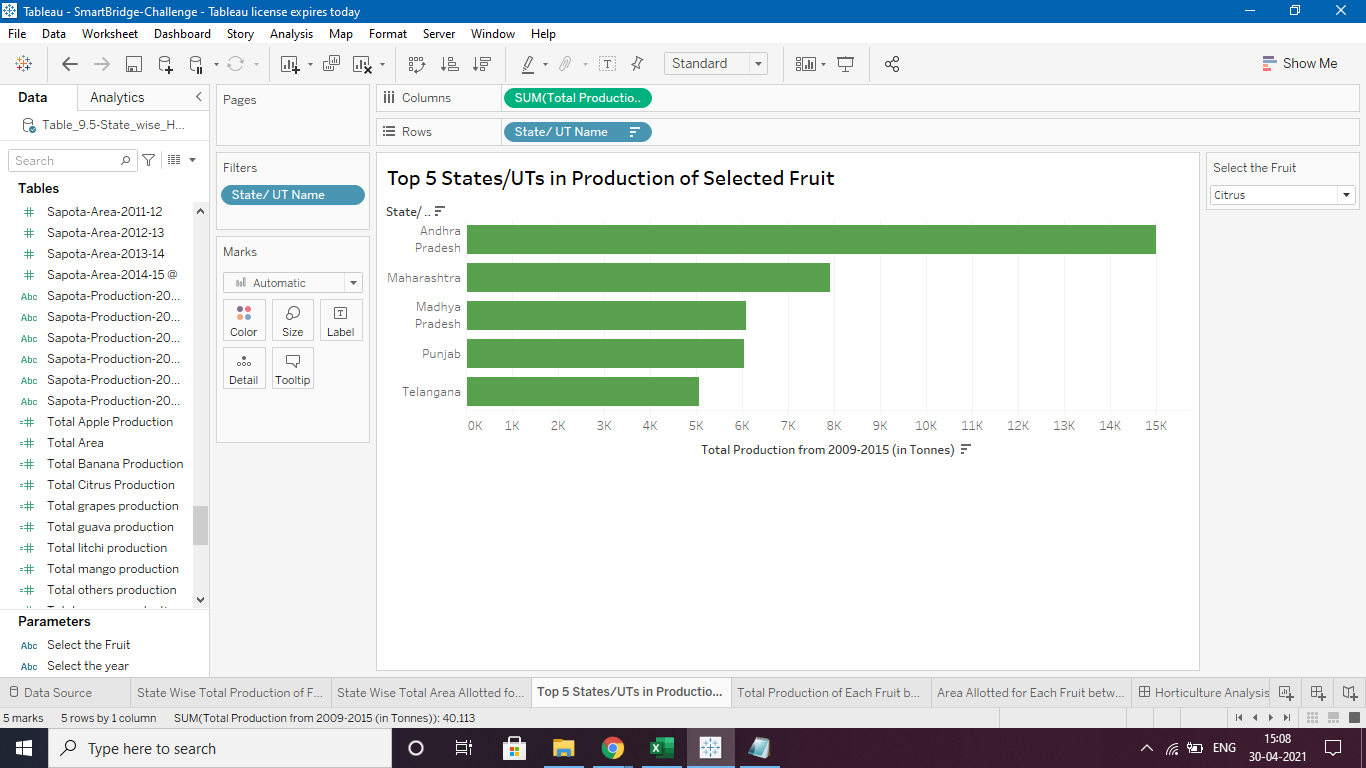 Tableau - SmartBridge-Challenge - Tableau license expires today
File Data Worksheet Dashboard Story Analysis Map Format Server Window Help
Standard
Show Me
Data Analytics
Table_9.5-State_wise_H...
Search
Tables
Sapota-Area-2011-12
Sapota-Area-2012-13
Sapota-Area-2013-14
Sapota-Area-2014-15 @
Abc Sapota-Production-20...
Abc Sapota-Production-20...
Abc Sapota-Production-20...
Abc Sapota-Production-20...
Abc Sapota-Production-20...
Abc Sapota-Production-20...
Total Apple Production
Total Area
Total Banana Production
Total Citrus Production
Total grapes production
Total guava production
Total litchi production
Total mango production
Total others production
Parameters
Abc Select the Fruit
Abc Select the year
Pages
Filters
State/ UT Name
Marks
Automatic
Color Size Label
Detail Tooltip
Columns SUM(Total Productio..
Rows State/ UT Name
Top 5 States/UTs in Production of Selected Fruit
State/ ..
Andhra
Pradesh
Maharashtra
Madhya
Pradesh
Punjab
Telangana
0K 1K 2K 3K 4K 5K 6K 7K 8K 9K 10K 11K 12K 13K 14K 15K
Total Production from 2009-2015 (in Tonnes)
Select the Fruit
Citrus
Data Source State Wise Total Production of F... State Wise Total Area Allotted fo... Top 5 States/UTs in Productio... Total Production of Each Fruit b... Area Allotted for Each Fruit betw... Horticulture Analysis
5 marks 5 rows by 1 column SUM(Total Production from 2009-2015 (in Tonnes)): 40,113
Type here to search
ENG
15:08
30-04-2021